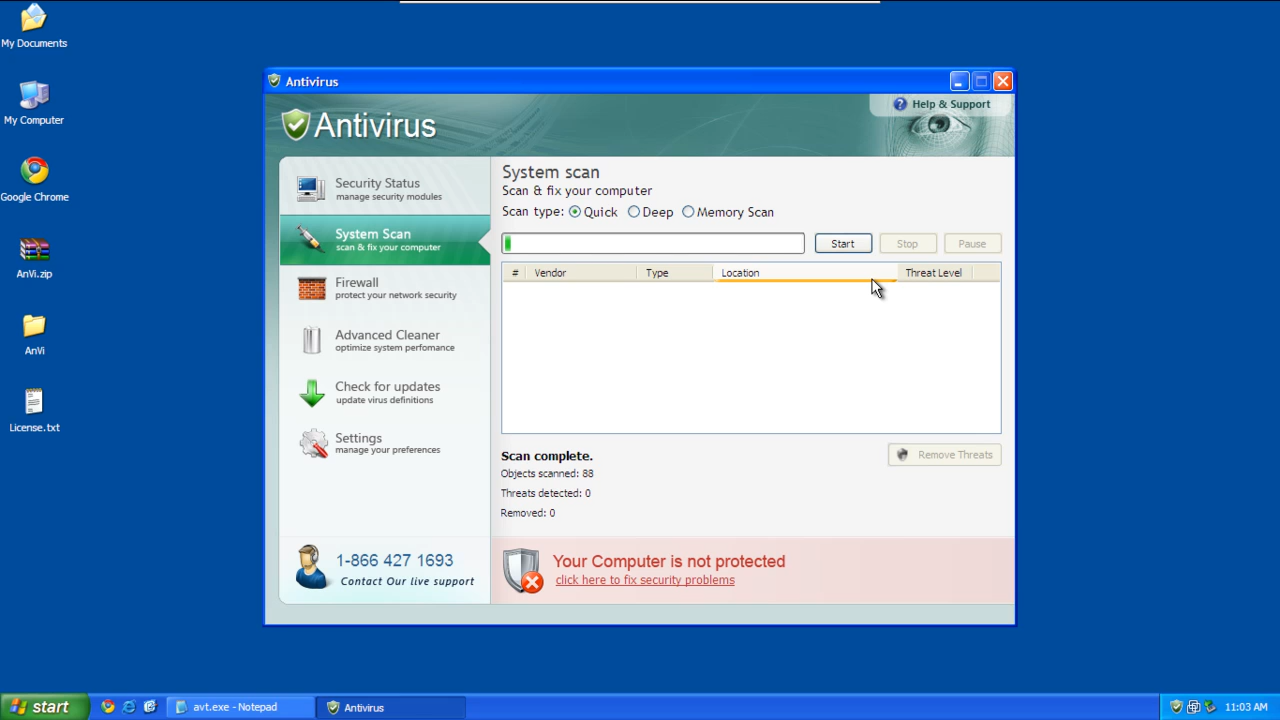 My Documents
My Computer
Google Chrome
AnVi.zip
AnVi
License.txt
Antivirus
Help & Support
Antivirus
Security Status
manage security modules
System Scan
scan & fix your computer
Firewall
protect your network security
Advanced Cleaner
optimize system perfomance
Check for updates
update virus definitions
Settings
manage your preferences
1-866 427 1693
Contact Our live support
System scan
Scan & fix your computer
Scan type: Quick Deep Memory Scan
Start Stop Pause
# Vendor Type Location Threat Level
Scan complete.
Remove Threats
Objects scanned: 88
Threats detected: 0
Removed: 0
Your Computer is not protected
click here to fix security problems
start avt.exe - Notepad Antivirus 11:03 AM